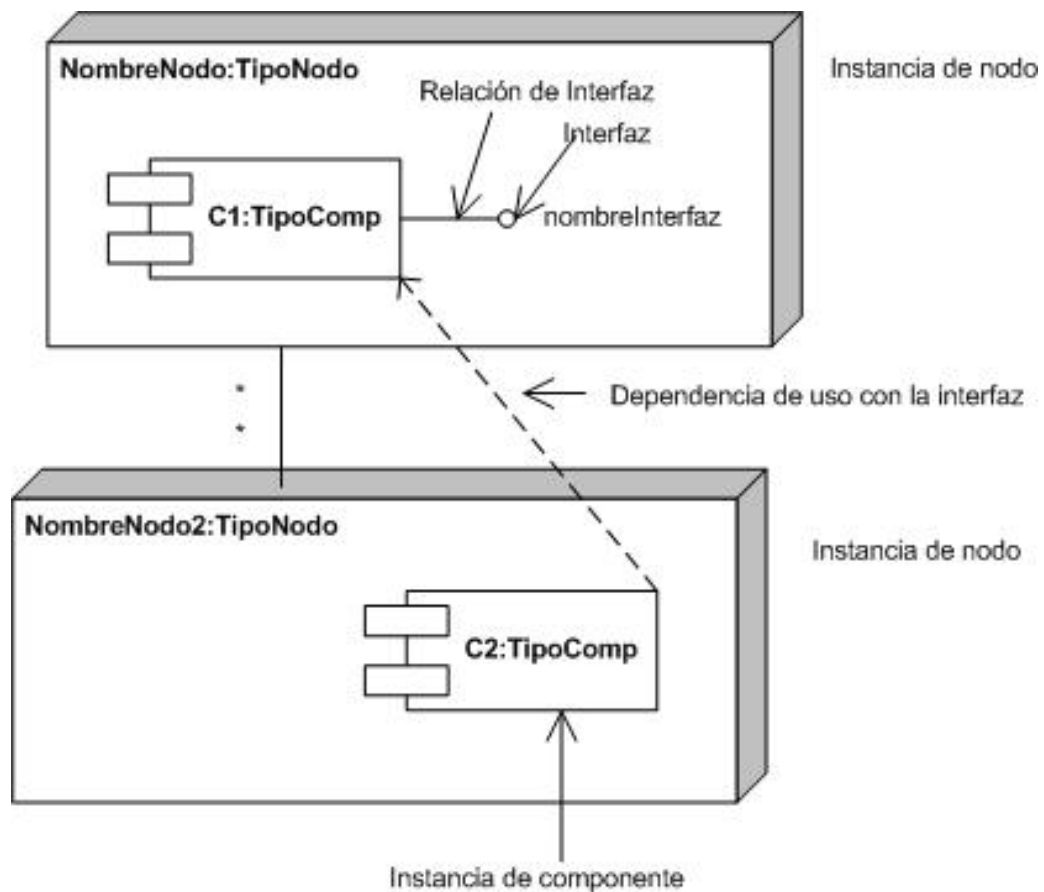 NombreNodo:TipoNodo
Instancia de nodo
Relación de Interfaz
Interfaz
C1:TipoComp
nombreInterfaz
*
*
Dependencia de uso con la interfaz
NombreNodo2:TipoNodo
Instancia de nodo
C2:TipoComp
Instancia de componente